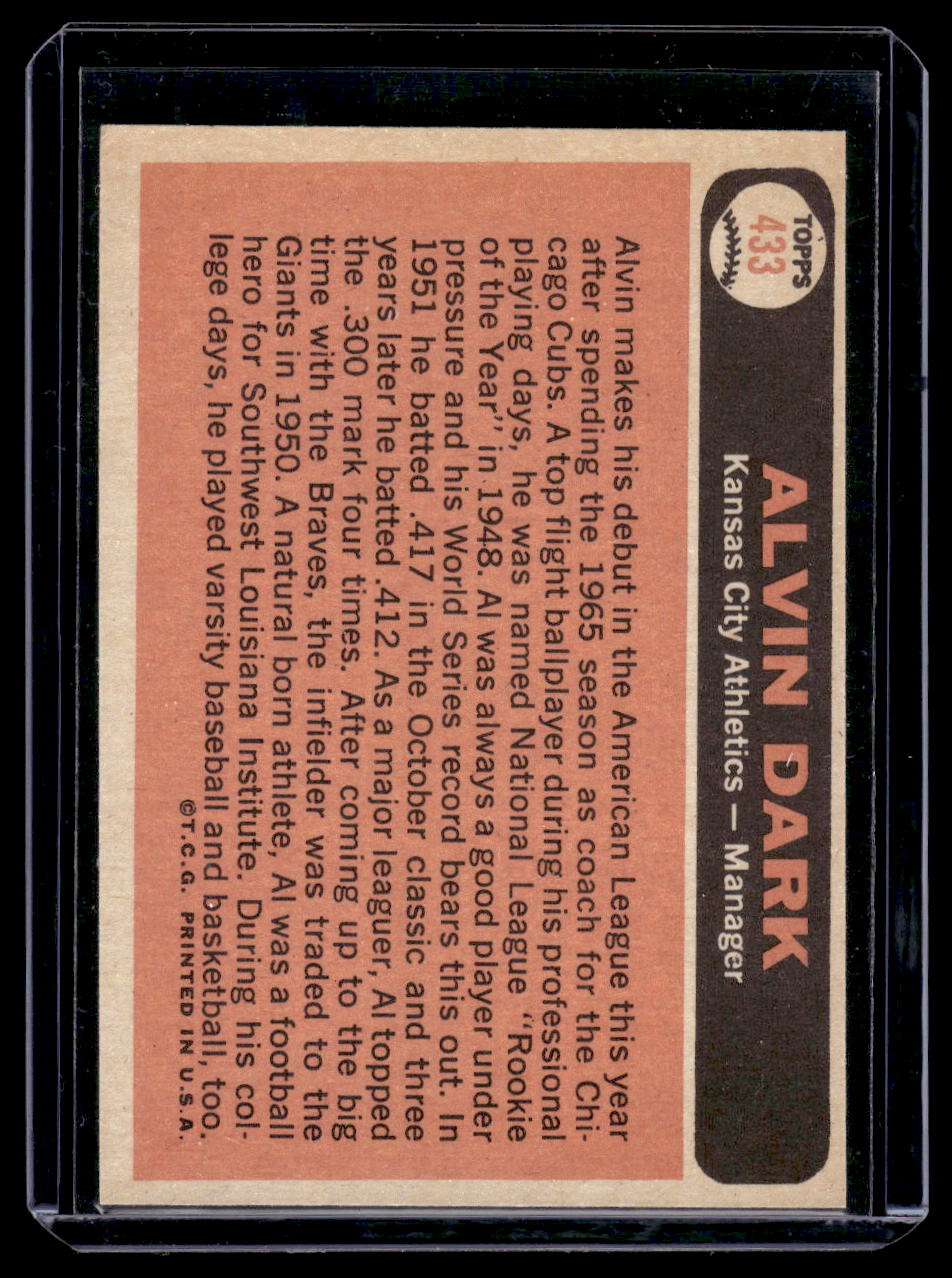 TOPPS
433
ALVIN DARK
Kansas City Athletics — Manager
Alvin makes his debut in the American League this year
after spending the 1965 season as coach for the Chi-
cago Cubs. A top flight ballplayer during his professional
playing days, he was named National League “Rookie
of the Year” in 1948. Al was always a good player under
pressure and his World Series record bears this out. In
1951 he batted .417 in the October classic and three
years later he batted .412. As a major leaguer, Al topped
the .300 mark four times. After coming up to the big
time with the Braves, the infielder was traded to the
Giants in 1950. A natural born athlete, Al was a football
hero for Southwest Louisiana Institute. During his col-
lege days, he played varsity baseball and basketball, too.
©T.C.G. PRINTED IN U.S.A.